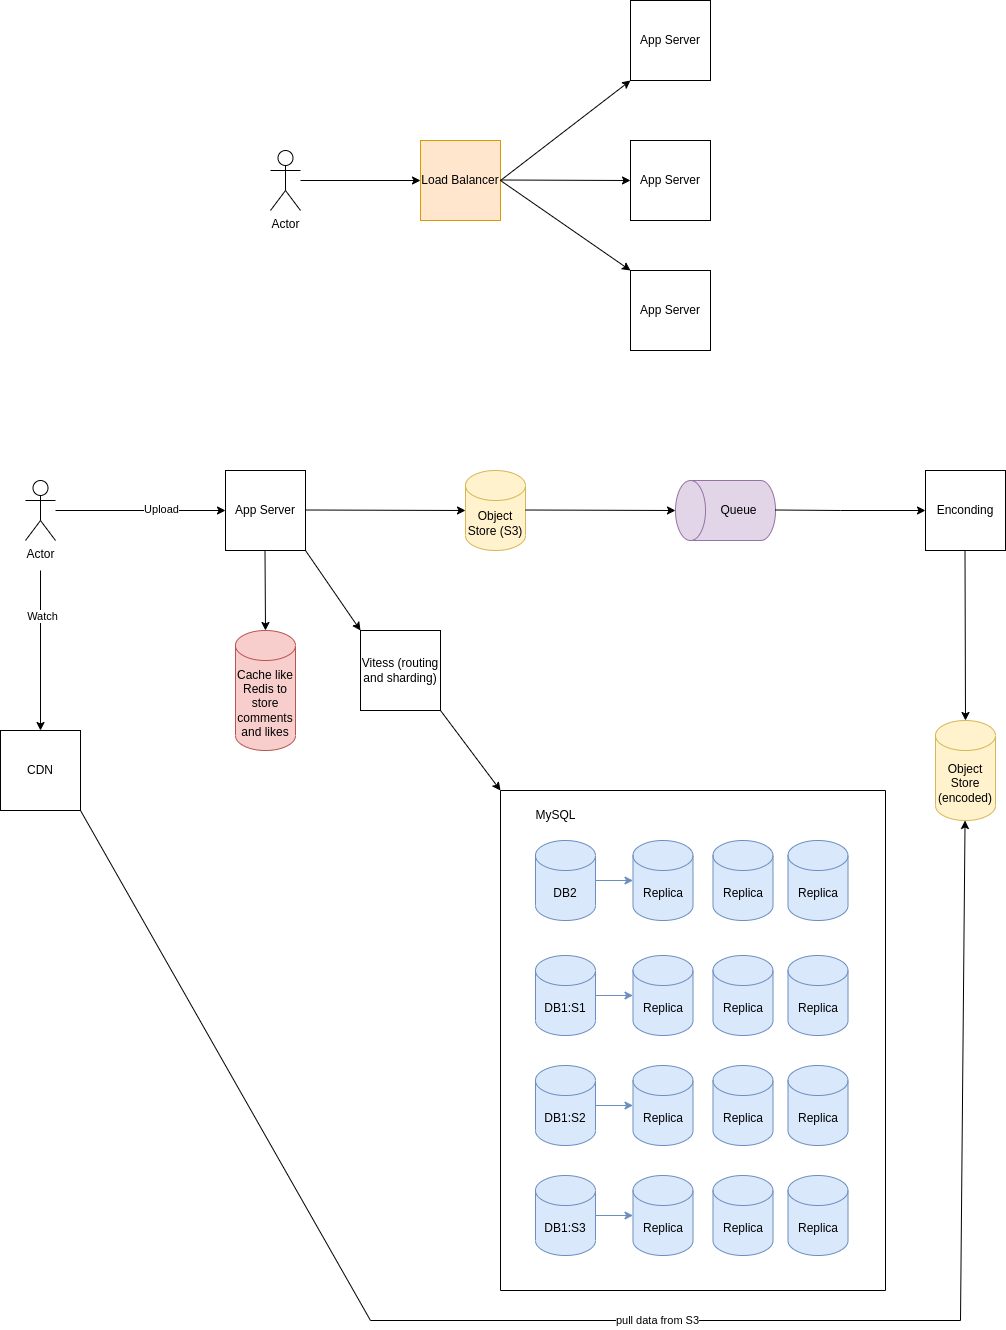 App Server
Actor
Load Balancer
App Server
App Server
Actor
Upload
App Server
Object
Store (S3)
Queue
Enconding
Watch
Cache like
Redis to
store
comments
and likes
Vitess (routing
and sharding)
CDN
Object
Store
(encoded)
MySQL
DB2
Replica
Replica
Replica
DB1:S1
Replica
Replica
Replica
DB1:S2
Replica
Replica
Replica
DB1:S3
Replica
Replica
Replica
pull data from S3